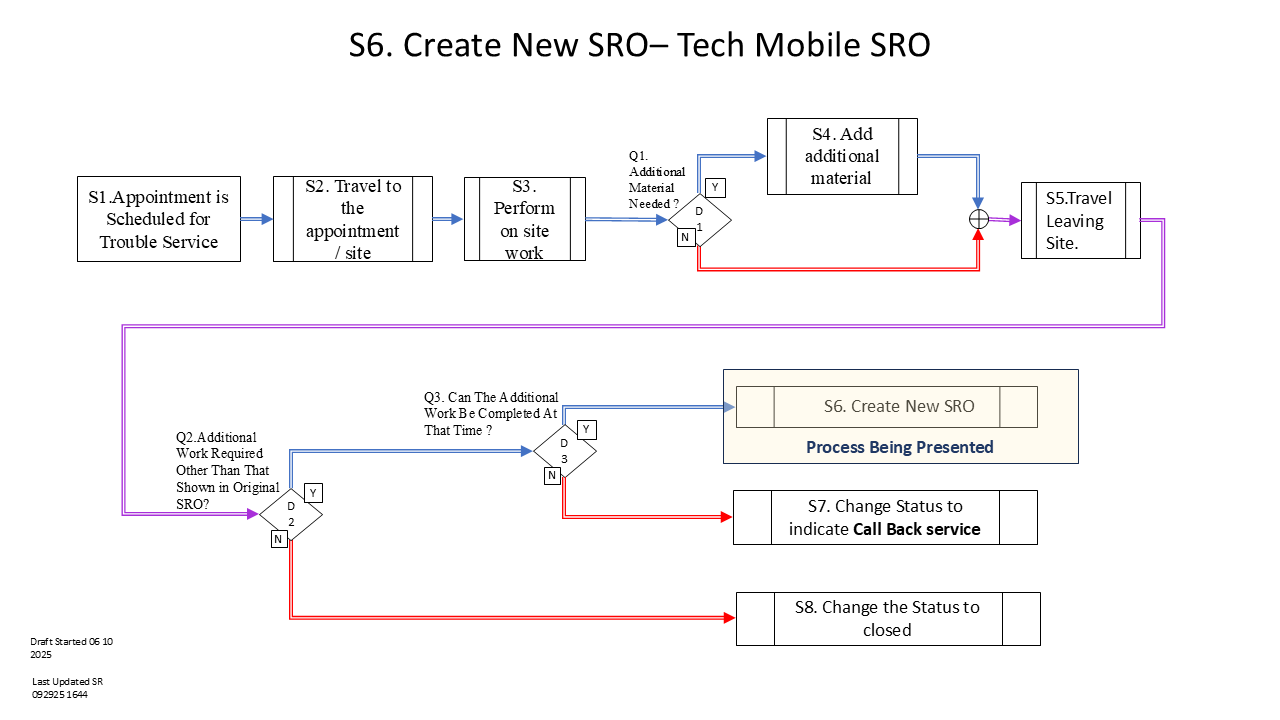 S6. Create New SRO– Tech Mobile SRO
S1.Appointment is
Scheduled for
Trouble Service
S2. Travel to
the
appointment
/ site
S3.
Perform
on site
work
Q1.
Additional
Material
Needed ?
Y
D
1
N
S4. Add
additional
material
S5.Travel
Leaving
Site.
Q2.Additional
Work Required
Other Than That
Shown in Original
SRO?
Y
D
2
N
Q3. Can The Additional
Work Be Completed At
That Time ?
Y
D
3
N
S6. Create New SRO
Process Being Presented
S7. Change Status to
indicate Call Back service
S8. Change the Status to
closed
Draft Started 06 10
2025
Last Updated SR
092925 1644